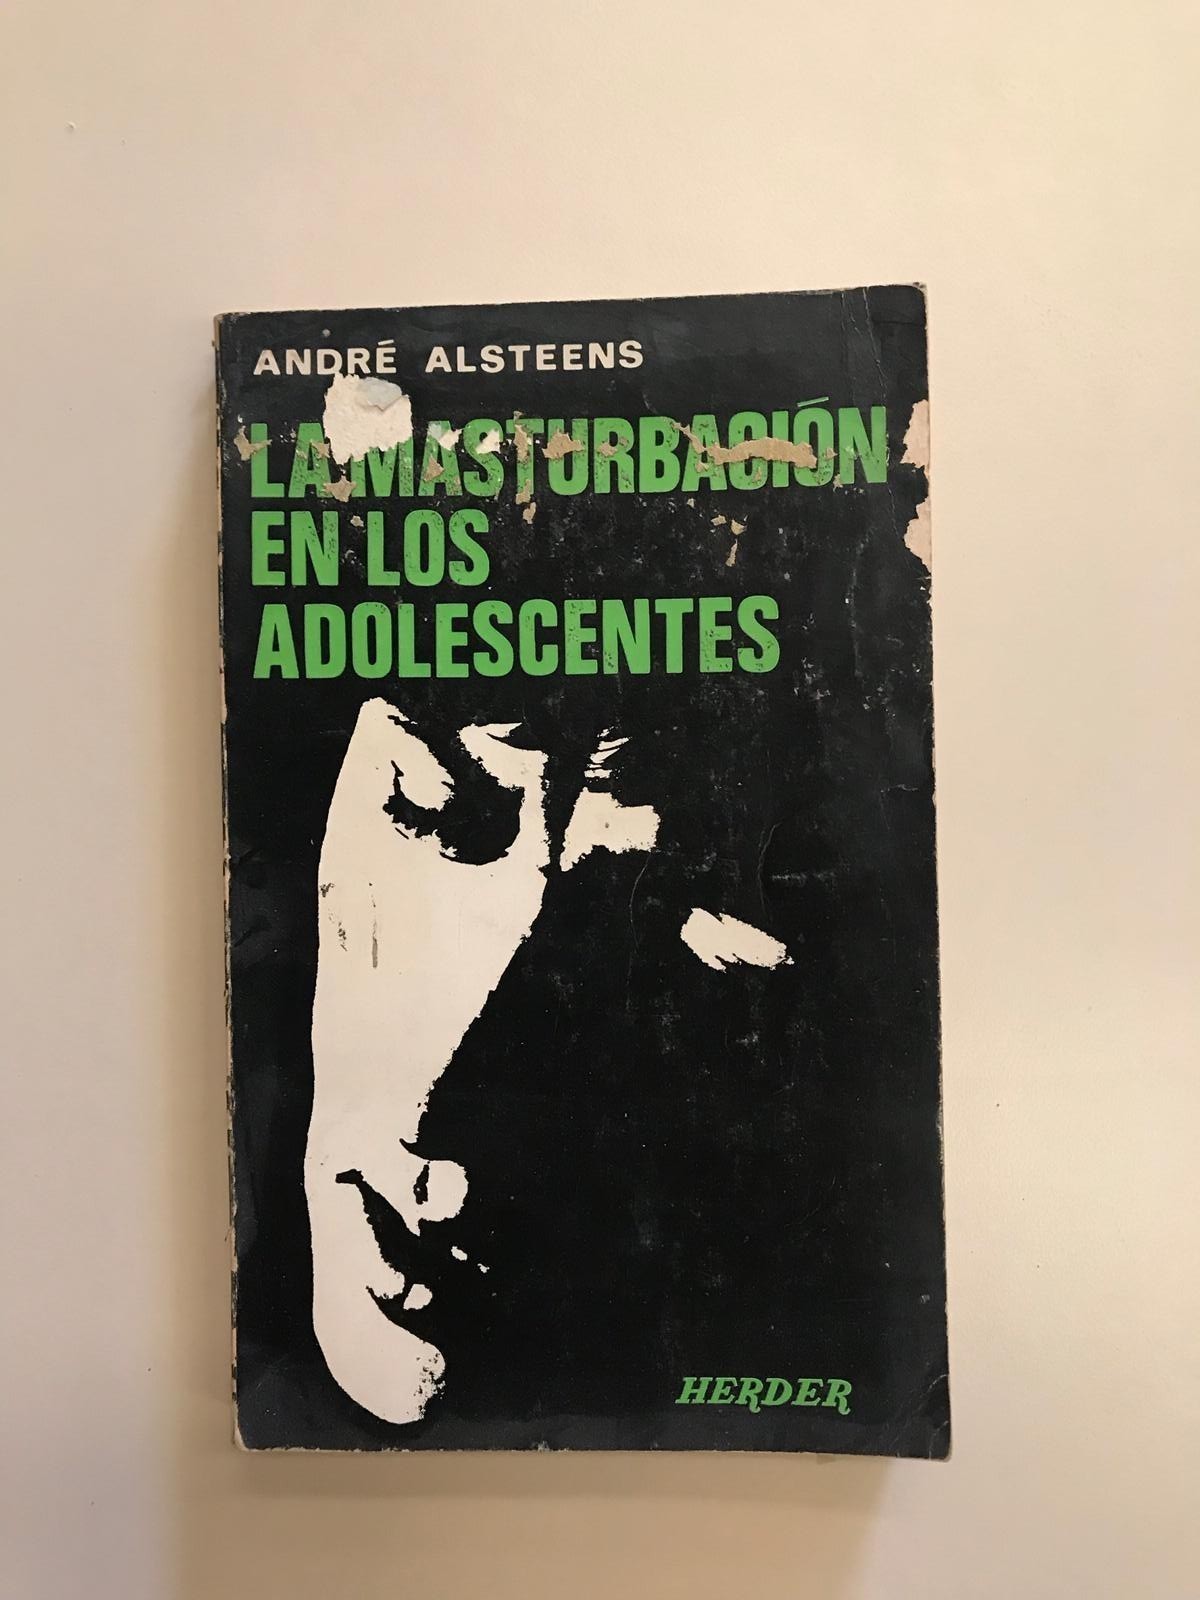 ANDRÉ ALSTEENS
LA MASTURBACIÓN
EN LOS
ADOLESCENTES
HERDER